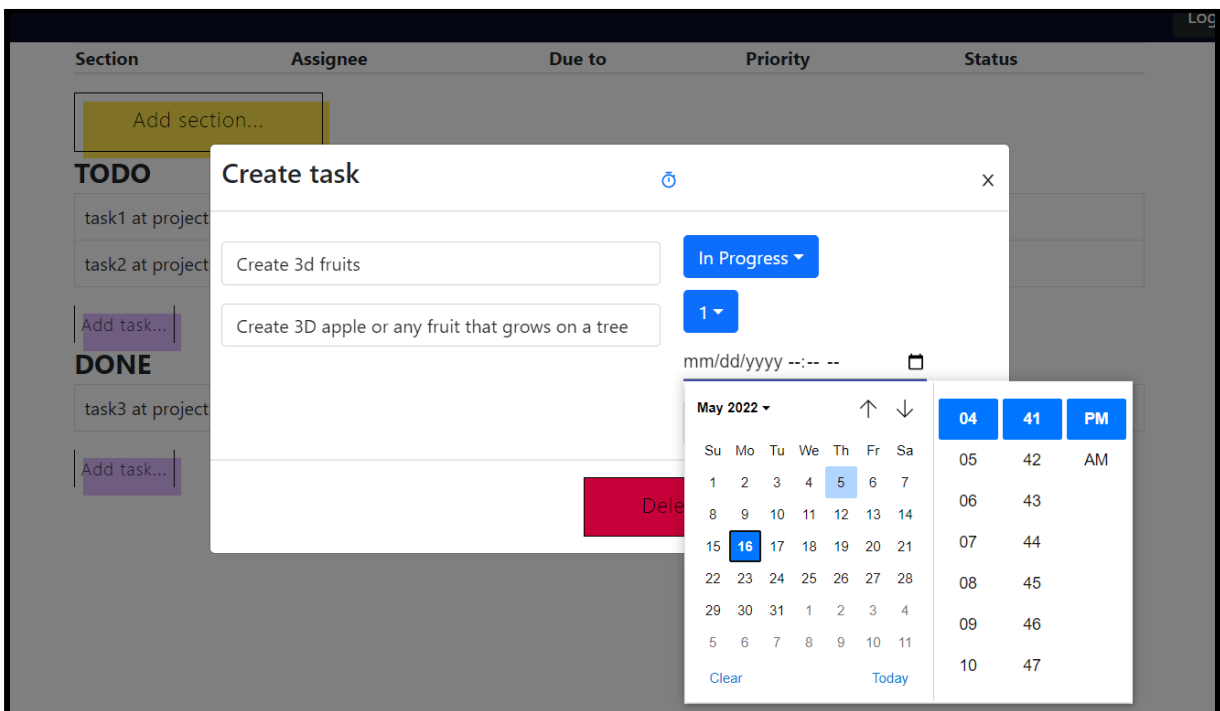 Log
Section Assignee Due to Priority Status
Add section...
TODO
Create task
X
task1 at project
task2 at project
Create 3d fruits
In Progress
1
Create 3D apple or any fruit that grows on a tree
Add task...
DONE
mm/dd/yyyy --:-- --
task3 at project
Add task...
Dele
May 2022
Su Mo Tu We Th Fr Sa
1 2 3 4 5 6 7
8 9 10 11 12 13 14
15 16 17 18 19 20 21
22 23 24 25 26 27 28
29 30 31 1 2 3 4
5 6 7 8 9 10 11
Clear Today
04 41 PM
05 42 AM
06 43
07 44
08 45
09 46
10 47